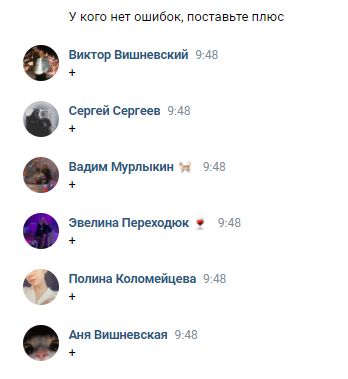 У кого нет ошибок, поставьте плюс
Виктор Вишневский 9:48
+
Сергей Сергеев 9:48
+
Вадим Мурлыкин 🐕 9:48
+
Эвелина Переходюк 🍷 9:48
+
Полина Коломейцева 9:48
+
Аня Вишневская 9:48
+